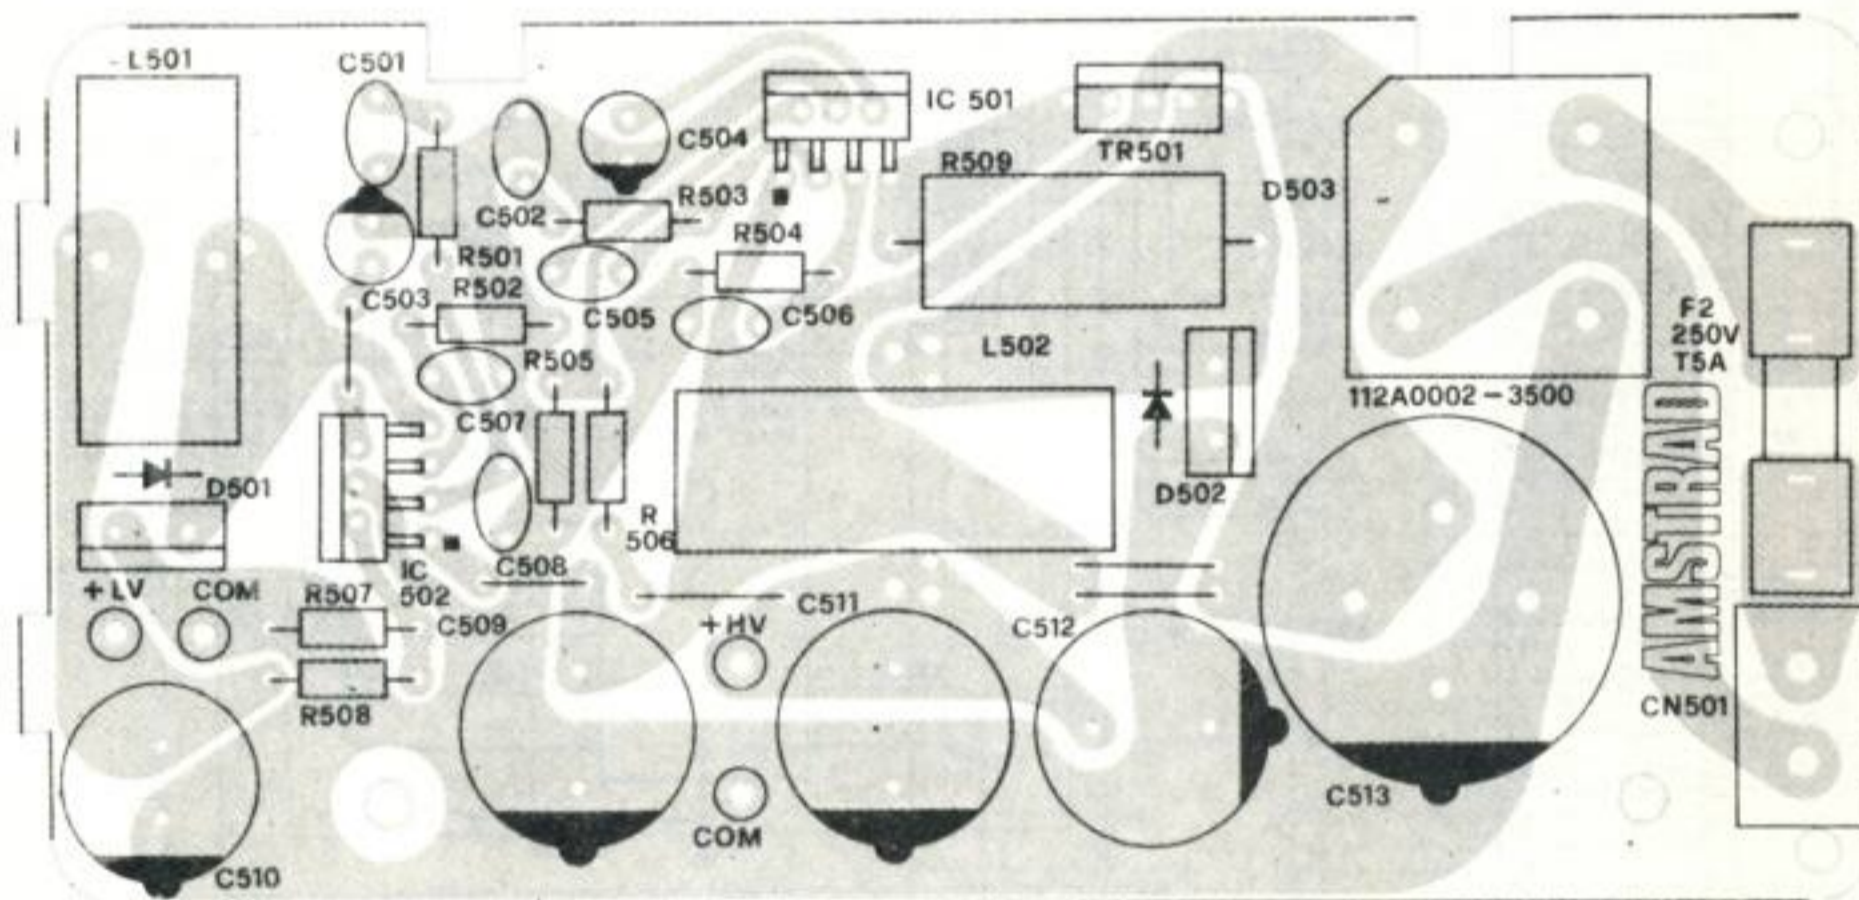 L501
C501
C504
IC 501
TR501
R509
D503
C502
R503
R504
R501
C503
R502
C505
C506
F2
250V
T5A
R505
L502
112A0002-3500
C507
D501
D502
R
506
AMSTRAD
IC
502
C508
+LV
COM
R507
C509
C511
+HV
C512
R508
CN501
C513
COM
C510